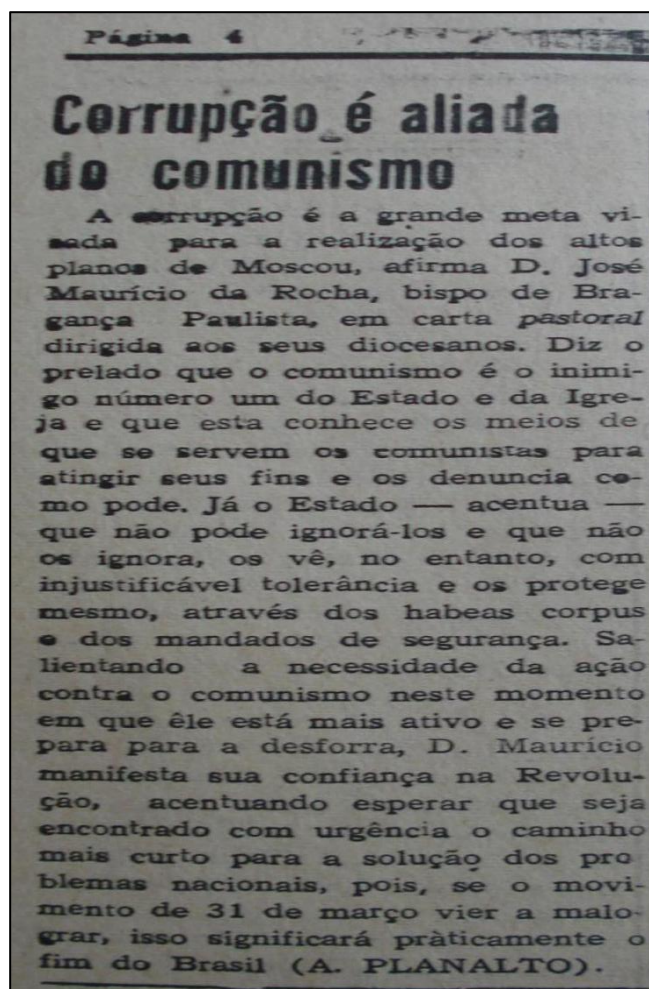 Página 4
Corrupção é aliada
do comunismo
A corrupção é a grande meta vi-
sada para a realização dos altos
planos de Moscou, afirma D. José
Maurício da Rocha, bispo de Bra-
gança Paulista, em carta pastoral
dirigida aos seus diocesanos. Diz o
prelado que o comunismo é o inimi-
go número um do Estado e da Igre-
ja e que esta conhece os meios de
que se servem os comunistas para
atingir seus fins e os denuncia co-
mo pode. Já o Estado — acentua —
que não pode ignorá-los e que não
os ignora, os vê, no entanto, com
injustificável tolerância e os protege
mesmo, através dos habeas corpus
e dos mandados de segurança. Sa-
lientando a necessidade da ação
contra o comunismo neste momento
em que êle está mais ativo e se pre-
para para a desforra, D. Maurício
manifesta sua confiança na Revolu-
ção, acentuando esperar que seja
encontrado com urgência o caminho
mais curto para a solução dos pro
blemas nacionais, pois, se o movi-
mento de 31 de março vier a malo-
grar, isso significará pràticamente o
fim do Brasil (A. PLANALTO).